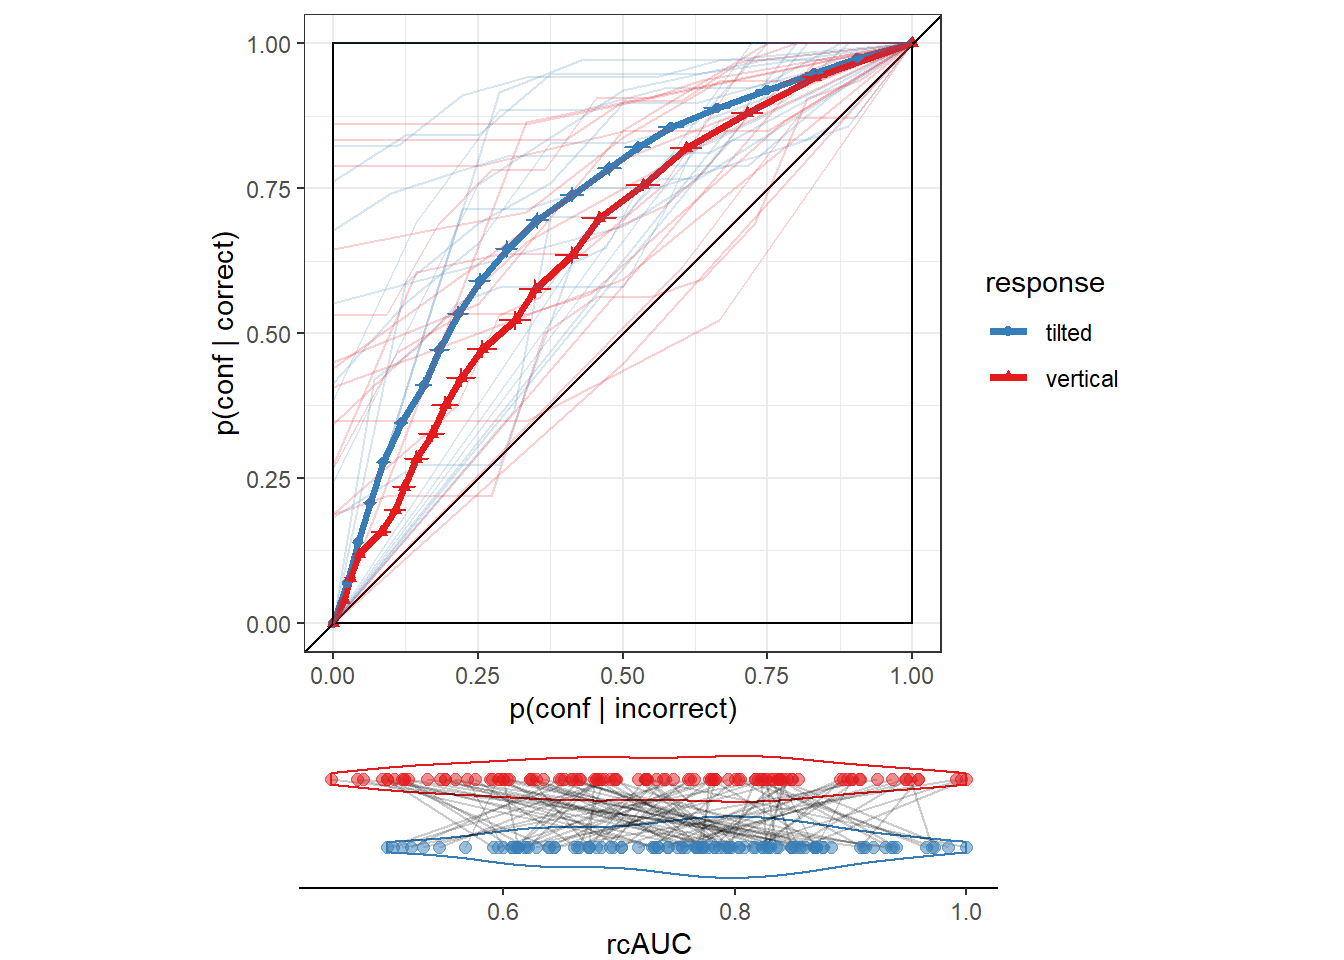 1.00
0.75
0.50
0.25
0.00
p(conf | correct)
0.00 0.25 0.50 0.75 1.00
p(conf | incorrect)
response
tilted
vertical
0.6 0.8 1.0
rcAUC